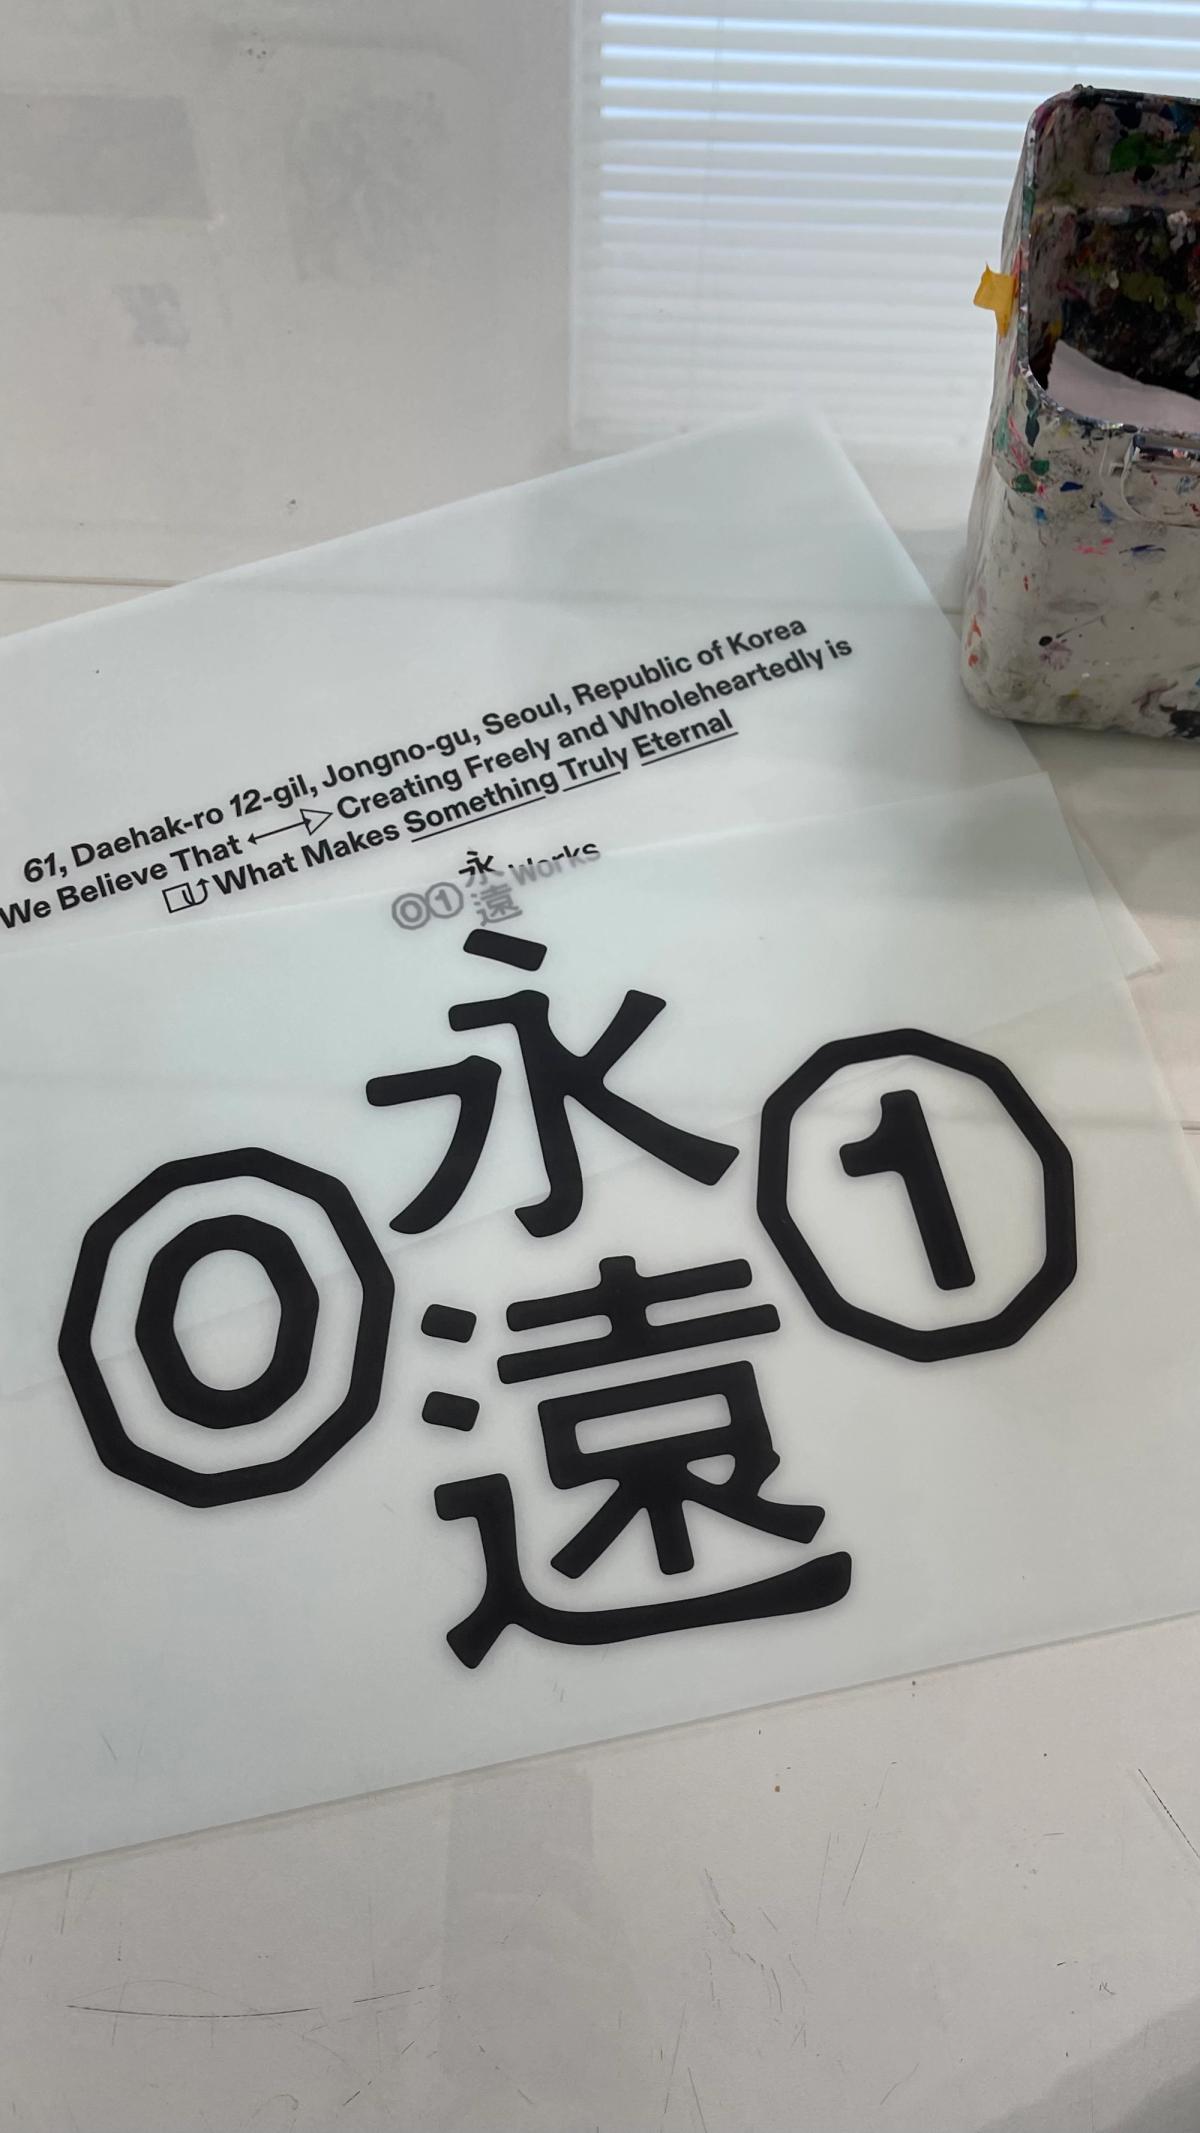 61, Daehak-ro 12-gil, Jongno-gu, Seoul, Republic of Korea
We Believe That ⟷▷ Creating Freely and Wholeheartedly is
What Makes Something Truly Eternal
⓪①永遠 Works
永
⓪ ①
遠